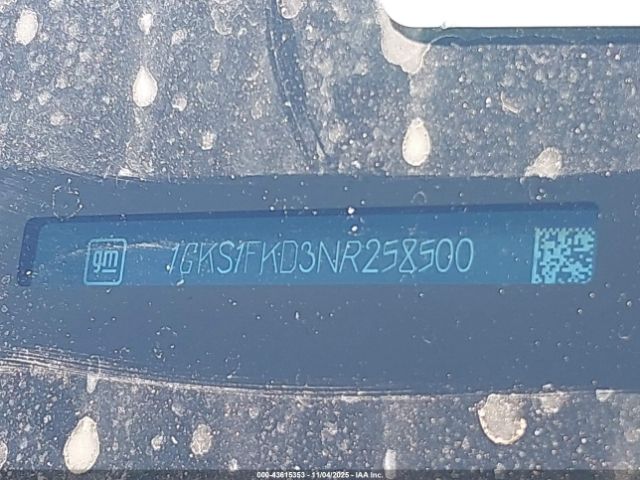 gm 1GKS1FKD3NR258500
000-43615353 - 11/04/2025 - IAA Inc.